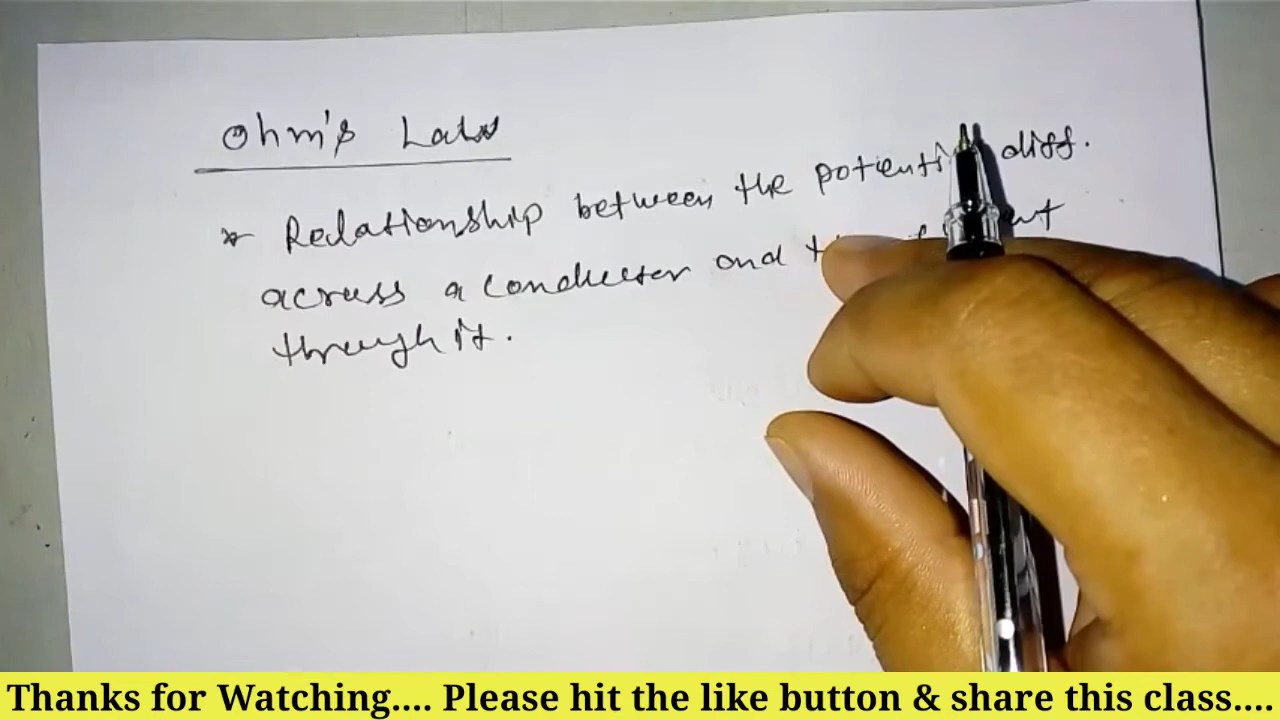 Ohm's Law
* Relationship between the potential diff.
across a conductor and
through it.
Thanks for Watching.... Please hit the like button & share this class....